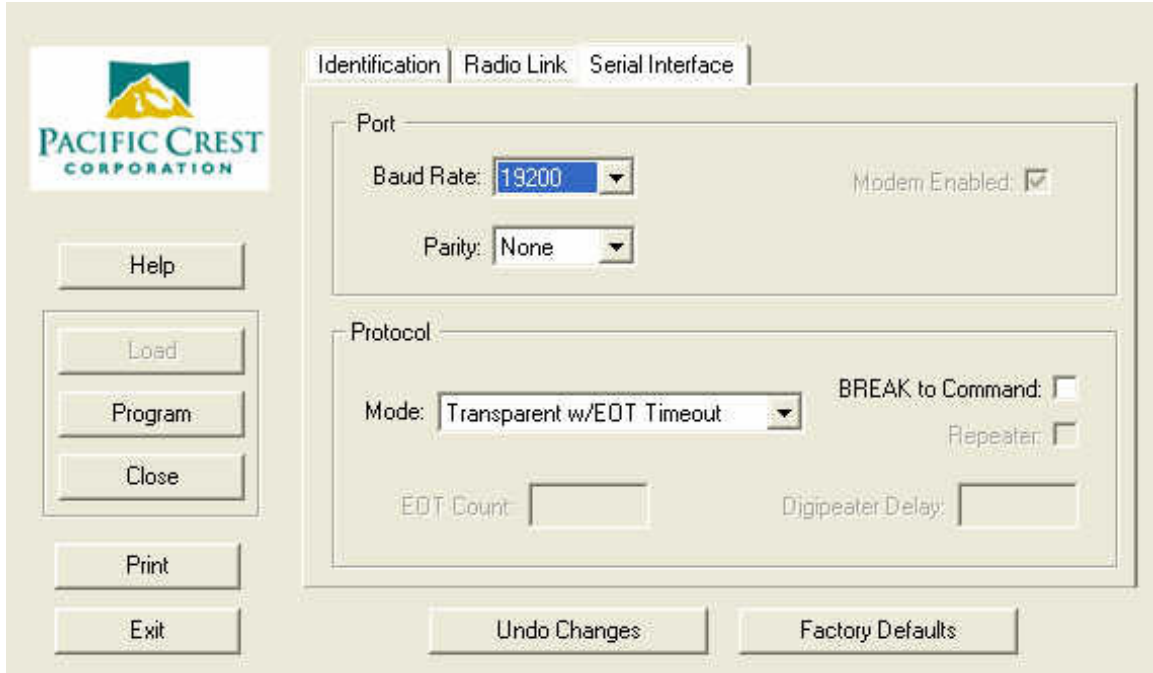 PACIFIC CREST
CORPORATION
Help
Load
Program
Close
Print
Exit
Identification Radio Link Serial Interface
Port
Baud Rate: 19200
Modem Enabled:
Parity: None
Protocol
BREAK to Command:
Mode: Transparent w/EOT Timeout
Repeater:
EOT Count: Digipeater Delay:
Undo Changes Factory Defaults